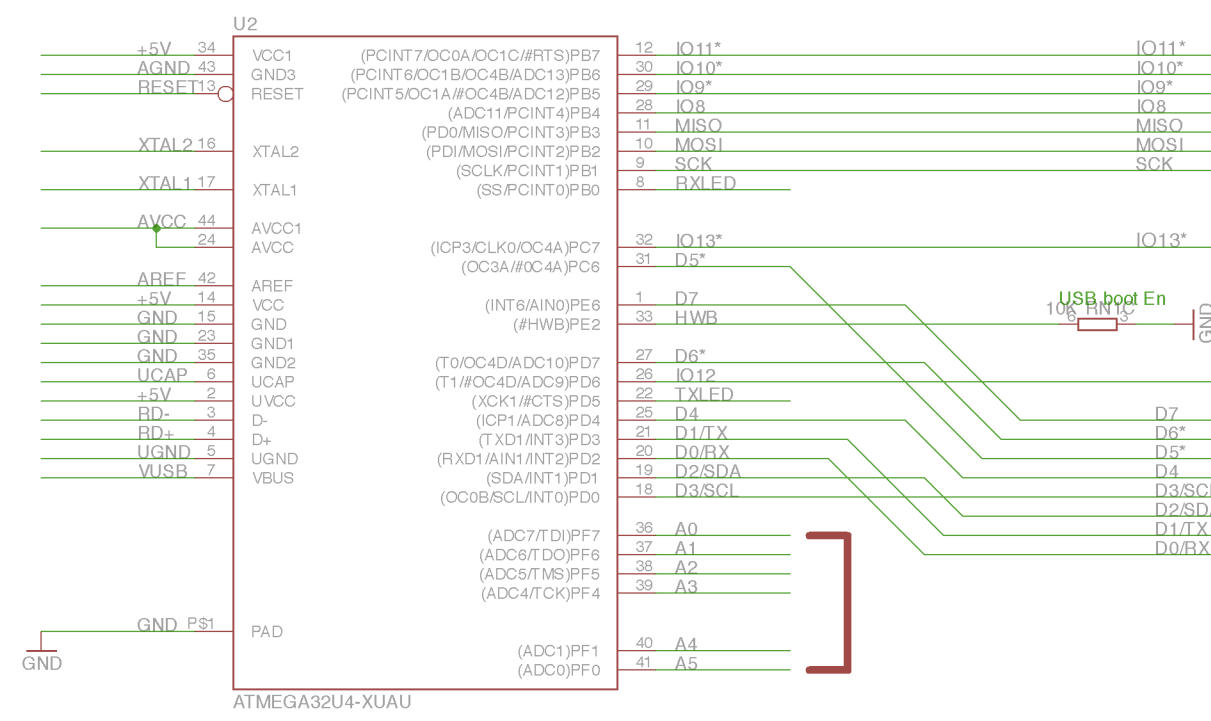 U2
+5V 34 VCC1 (PCINT7/OC0A/OC1C/#RTS)PB7 12 IO11* IO11*
AGND 43 GND3 (PCINT6/OC1B/OC4B/ADC13)PB6 30 IO10* IO10*
RESET 13 RESET (PCINT5/OC1A/#OC4B/ADC12)PB5 29 IO9* IO9*
(ADC11/PCINT4)PB4 28 IO8 IO8
(PD0/MISO/PCINT3)PB3 11 MISO MISO
XTAL2 16 XTAL2 (PDI/MOSI/PCINT2)PB2 10 MOSI MOSI
(SCLK/PCINT1)PB1 9 SCK SCK
XTAL1 17 XTAL1 (SS/PCINT0)PB0 8 RXLED
AVCC 44 AVCC1
24 AVCC (ICP3/CLK0/OC4A)PC7 32 IO13* IO13*
(OC3A/#0C4A)PC6 31 D5*
AREF 42 AREF
+5V 14 VCC (INT6/AIN0)PE6 1 D7 USB boot En
GND 15 GND (#HWB)PE2 33 HWB 10K RN1C 6 3 GND
GND 23 GND1
GND 35 GND2 (T0/OC4D/ADC10)PD7 27 D6*
UCAP 6 UCAP (T1/#OC4D/ADC9)PD6 26 IO12
+5V 2 UVCC (XCK1/#CTS)PD5 22 TXLED
RD- 3 D- (ICP1/ADC8)PD4 25 D4 D7
RD+ 4 D+ (TXD1/INT3)PD3 21 D1/TX D6*
UGND 5 UGND (RXD1/AIN1/INT2)PD2 20 D0/RX D5*
VUSB 7 VBUS (SDA/INT1)PD1 19 D2/SDA D4
(OC0B/SCL/INT0)PD0 18 D3/SCL D3/SCL
D2/SDA
(ADC7/TDI)PF7 36 A0 D1/TX
(ADC6/TDO)PF6 37 A1 D0/RX
(ADC5/TMS)PF5 38 A2
(ADC4/TCK)PF4 39 A3
GND P$1 PAD
(ADC1)PF1 40 A4
GND (ADC0)PF0 41 A5
ATMEGA32U4-XUAU